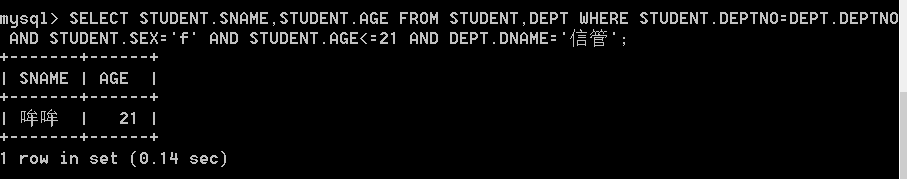 mysql> SELECT STUDENT.SNAME,STUDENT.AGE FROM STUDENT,DEPT WHERE STUDENT.DEPTNO=DEPT.DEPTNO
 AND STUDENT.SEX='f' AND STUDENT.AGE<=21 AND DEPT.DNAME='信管';
+-------+------+
| SNAME | AGE  |
+-------+------+
| 哞哞  |   21 |
+-------+------+
1 row in set (0.14 sec)